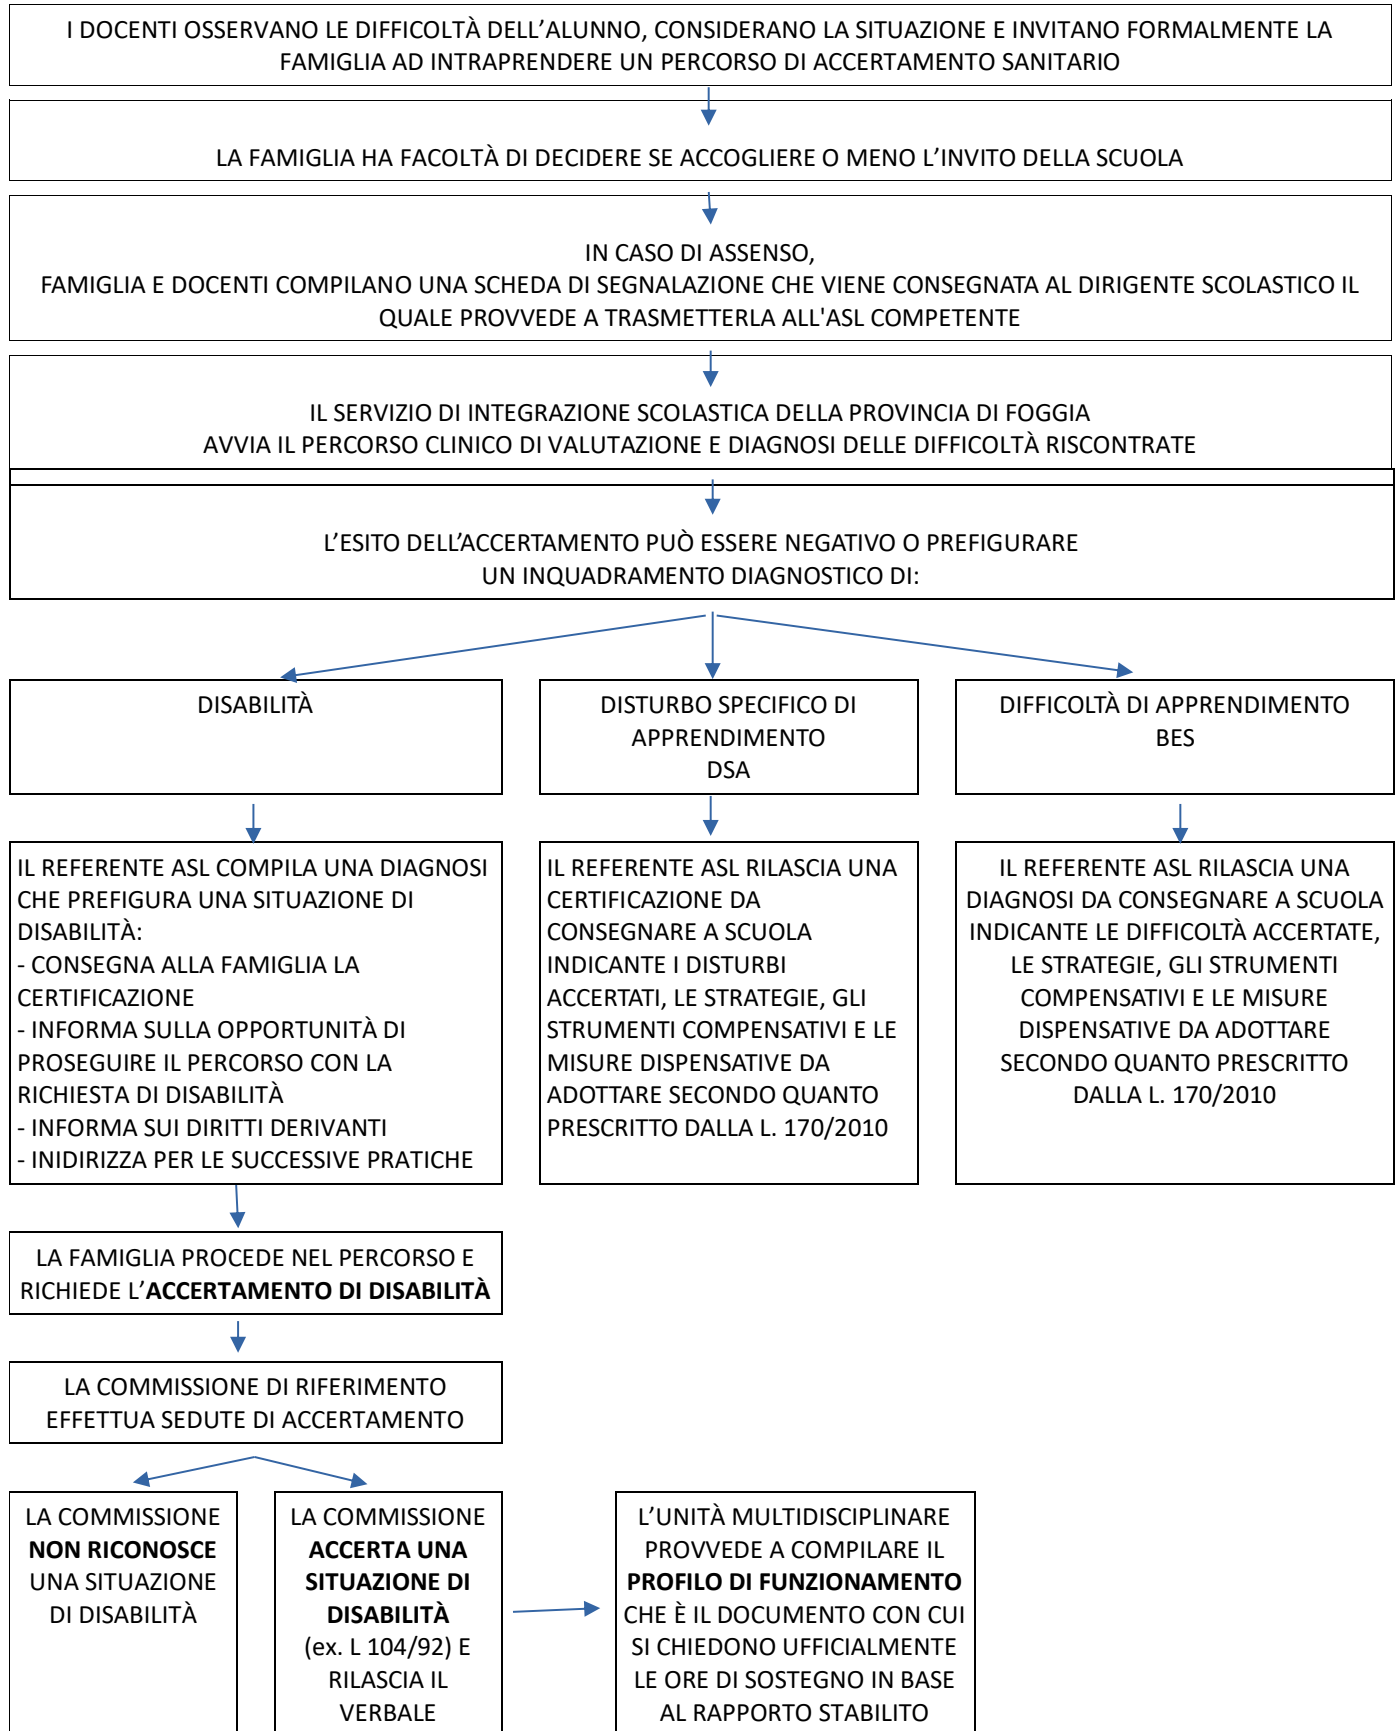 I DOCENTI OSSERVANO LE DIFFICOLTÀ DELL'ALUNNO, CONSIDERANO LA SITUAZIONE E INVITANO FORMALMENTE LA
FAMIGLIA AD INTRAPRENDERE UN PERCORSO DI ACCERTAMENTO SANITARIO
LA FAMIGLIA HA FACOLTÀ DI DECIDERE SE ACCOGLIERE O MENO L'INVITO DELLA SCUOLA
IN CASO DI ASSENSO,
FAMIGLIA E DOCENTI COMPILANO UNA SCHEDA DI SEGNALAZIONE CHE VIENE CONSEGNATA AL DIRIGENTE SCOLASTICO IL
QUALE PROVVEDE A TRASMETTERLA ALL'ASL COMPETENTE
IL SERVIZIO DI INTEGRAZIONE SCOLASTICA DELLA PROVINCIA DI FOGGIA
AVVIA IL PERCORSO CLINICO DI VALUTAZIONE E DIAGNOSI DELLE DIFFICOLTÀ RISCONTRATE
L'ESITO DELL'ACCERTAMENTO PUÒ ESSERE NEGATIVO O PREFIGURARE
UN INQUADRAMENTO DIAGNOSTICO DI:
DISABILITÀ
DISTURBO SPECIFICO DI
APPRENDIMENTO
DSA
DIFFICOLTÀ DI APPRENDIMENTO
BES
IL REFERENTE ASL COMPILA UNA DIAGNOSI
CHE PREFIGURA UNA SITUAZIONE DI
DISABILITÀ:
- CONSEGNA ALLA FAMIGLIA LA
CERTIFICAZIONE
- INFORMA SULLA OPPORTUNITÀ DI
PROSEGUIRE IL PERCORSO CON LA
RICHIESTA DI DISABILITÀ
- INFORMA SUI DIRITTI DERIVANTI
- INIDIRIZZA PER LE SUCCESSIVE PRATICHE
IL REFERENTE ASL RILASCIA UNA
CERTIFICAZIONE DA
CONSEGNARE A SCUOLA
INDICANTE I DISTURBI
ACCERTATI, LE STRATEGIE, GLI
STRUMENTI COMPENSATIVI E LE
MISURE DISPENSATIVE DA
ADOTTARE SECONDO QUANTO
PRESCRITTO DALLA L. 170/2010
IL REFERENTE ASL RILASCIA UNA
DIAGNOSI DA CONSEGNARE A SCUOLA
INDICANTE LE DIFFICOLTÀ ACCERTATE,
LE STRATEGIE, GLI STRUMENTI
COMPENSATIVI E LE MISURE
DISPENSATIVE DA ADOTTARE
SECONDO QUANTO PRESCRITTO
DALLA L. 170/2010
LA FAMIGLIA PROCEDE NEL PERCORSO E
RICHIEDE L'ACCERTAMENTO DI DISABILITÀ
LA COMMISSIONE DI RIFERIMENTO
EFFETTUA SEDUTE DI ACCERTAMENTO
LA COMMISSIONE
NON RICONOSCE
UNA SITUAZIONE
DI DISABILITÀ
LA COMMISSIONE
ACCERTA UNA
SITUAZIONE DI
DISABILITÀ
(ex. L 104/92) E
RILASCIA IL
VERBALE
L'UNITÀ MULTIDISCIPLINARE
PROVVEDE A COMPILARE IL
PROFILO DI FUNZIONAMENTO
CHE È IL DOCUMENTO CON CUI
SI CHIEDONO UFFICIALMENTE
LE ORE DI SOSTEGNO IN BASE
AL RAPPORTO STABILITO